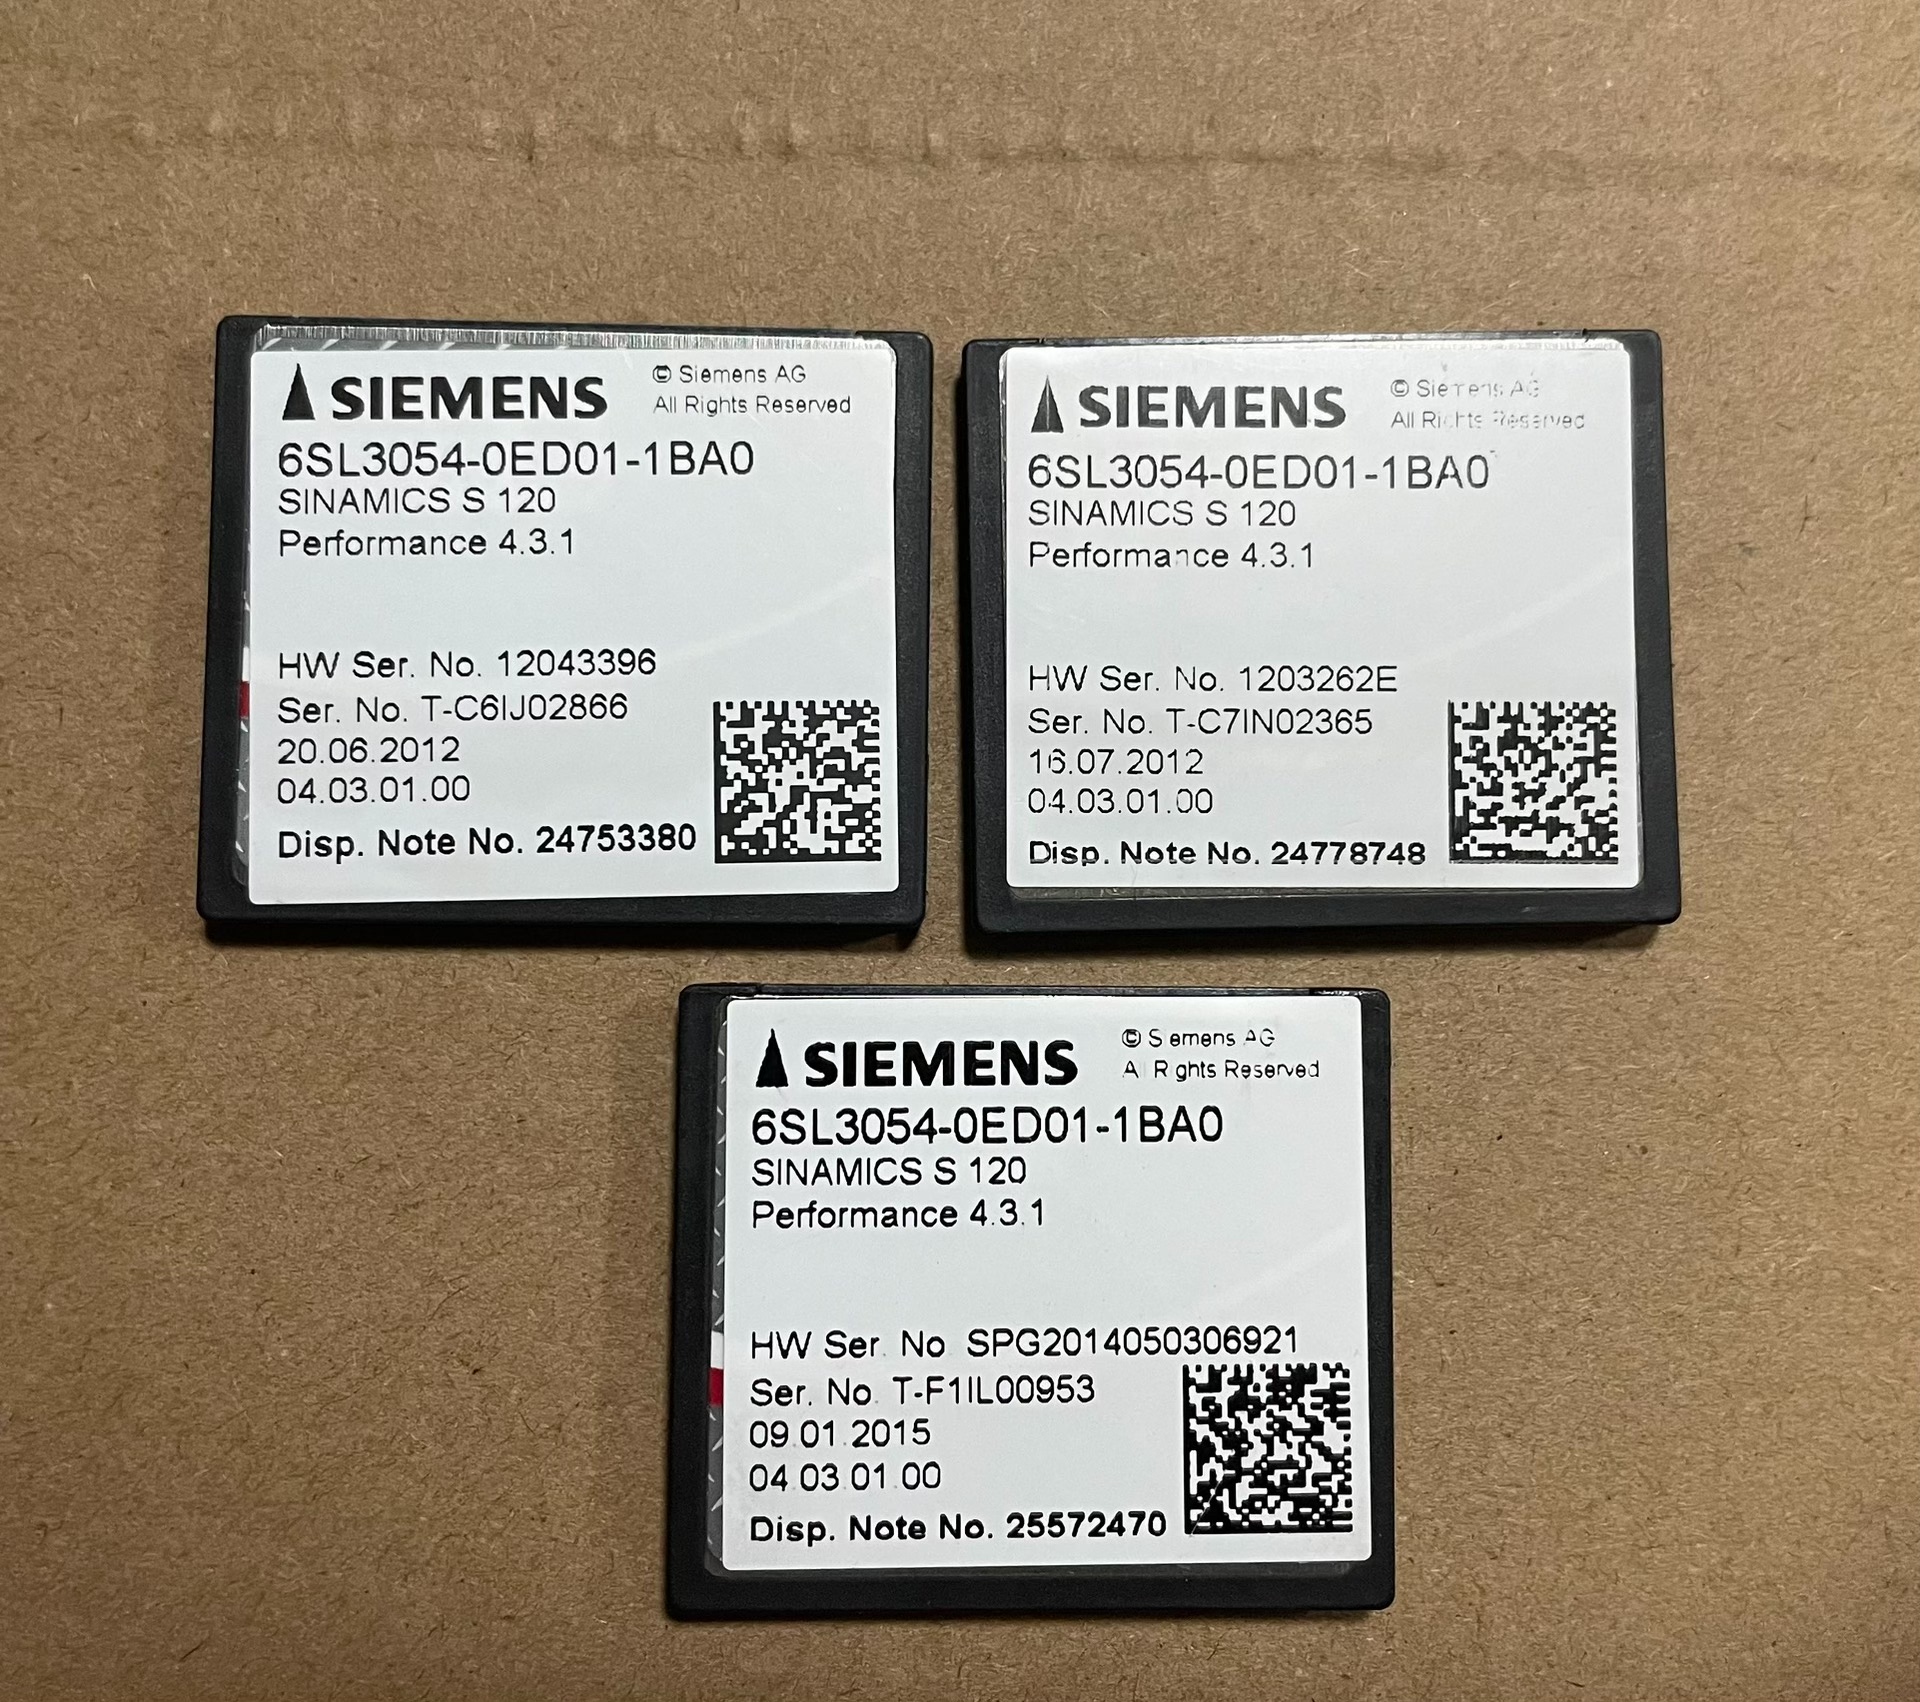 SIEMENS
© Siemens AG
All Rights Reserved
6SL3054-0ED01-1BA0
SINAMICS S 120
Performance 4.3.1
HW Ser. No. 12043396
Ser. No. T-C6IJ02866
20.06.2012
04.03.01.00
Disp. Note No. 24753380
SIEMENS
© Siemens AG
All Rights Reserved
6SL3054-0ED01-1BA0
SINAMICS S 120
Performance 4.3.1
HW Ser. No. 1203262E
Ser. No. T-C7IN02365
16.07.2012
04.03.01.00
Disp. Note No. 24778748
SIEMENS
© Siemens AG
All Rights Reserved
6SL3054-0ED01-1BA0
SINAMICS S 120
Performance 4.3.1
HW Ser. No. SPG2014050306921
Ser. No. T-F1IL00953
09.01.2015
04.03.01.00
Disp. Note No. 25572470